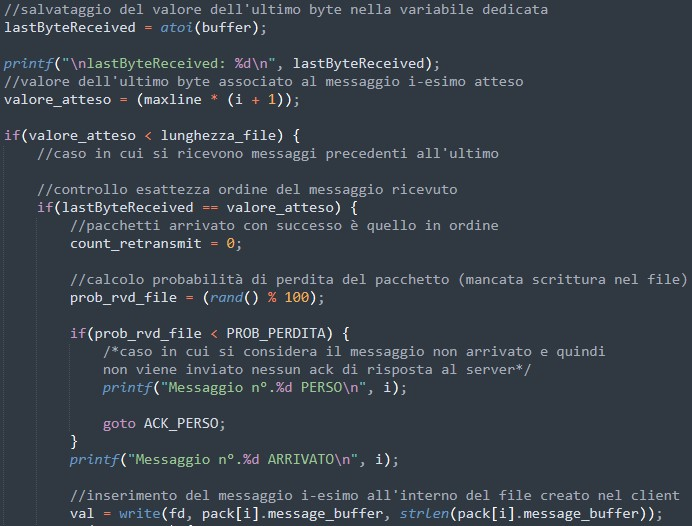 //salvataggio del valore dell'ultimo byte nella variabile dedicata
lastByteReceived = atoi(buffer);
printf("\nlastByteReceived: %d\n", lastByteReceived);
//valore dell'ultimo byte associato al messaggio i-esimo atteso
valore_atteso = (maxline * (i + 1));
if(valore_atteso < lunghezza_file) {
//caso in cui si ricevono messaggi precedenti all'ultimo
//controllo esattezza ordine del messaggio ricevuto
if(lastByteReceived == valore_atteso) {
//pacchetti arrivato con successo è quello in ordine
count_retransmit = 0;
//calcolo probabilità di perdita del pacchetto (mancata scrittura nel file)
prob_rvd_file = (rand() % 100);
if(prob_rvd_file < PROB_PERDITA) {
/*caso in cui si considera il messaggio non arrivato e quindi
non viene inviato nessun ack di risposta al server*/
printf("Messaggio n°.%d PERSO\n", i);
goto ACK_PERSO;
}
printf("Messaggio n°.%d ARRIVATO\n", i);
//inserimento del messaggio i-esimo all'interno del file creato nel client
val = write(fd, pack[i].message_buffer, strlen(pack[i].message_buffer));